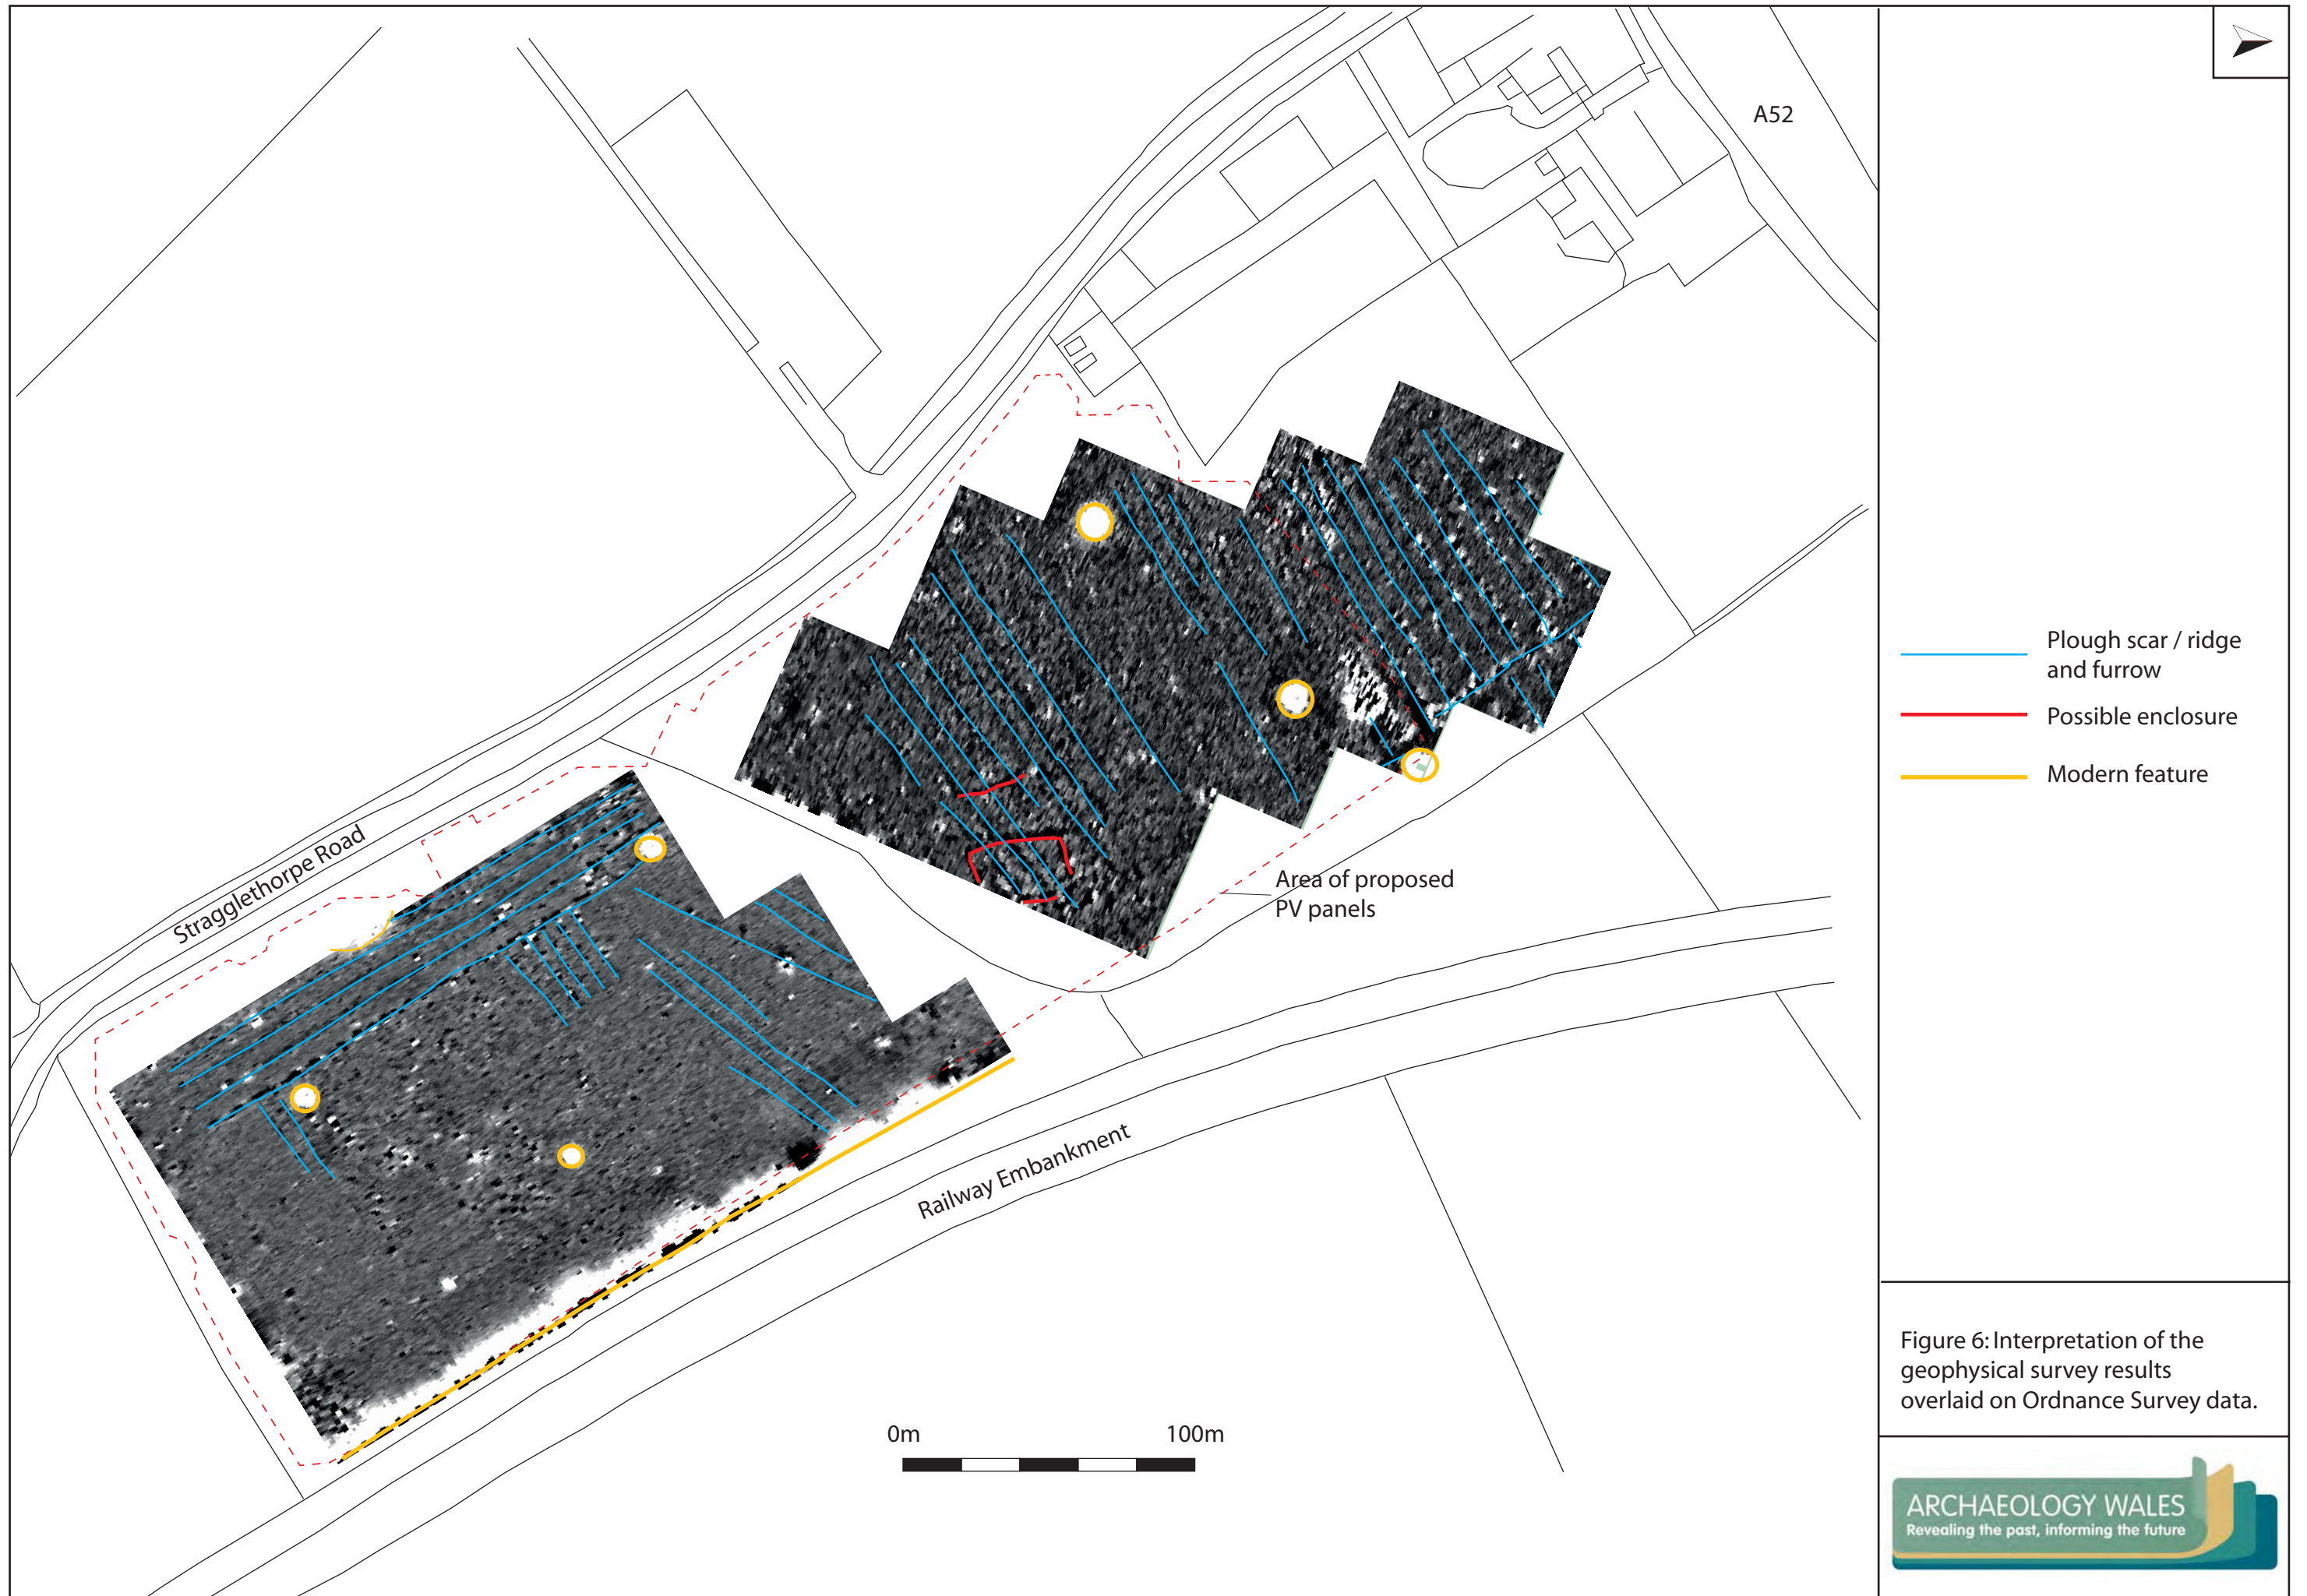 A52
Stragglethorpe Road
Area of proposed
PV panels
Railway Embankment
0m 100m
Plough scar / ridge
and furrow
Possible enclosure
Modern feature
Figure 6: Interpretation of the
geophysical survey results
overlaid on Ordnance Survey data.
ARCHAEOLOGY WALES
Revealing the past, informing the future